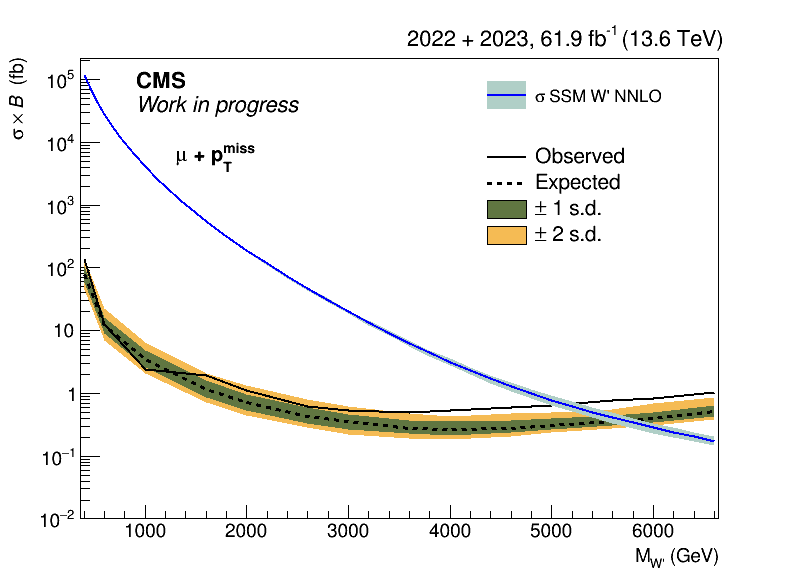 2022 + 2023, 61.9 fb⁻¹ (13.6 TeV)
σ × B (fb)
CMS
Work in progress
μ + p_T^miss
σ SSM W' NNLO
Observed
Expected
± 1 s.d.
± 2 s.d.
10⁵
10⁴
10³
10²
10
1
10⁻¹
10⁻²
1000 2000 3000 4000 5000 6000
M_W' (GeV)